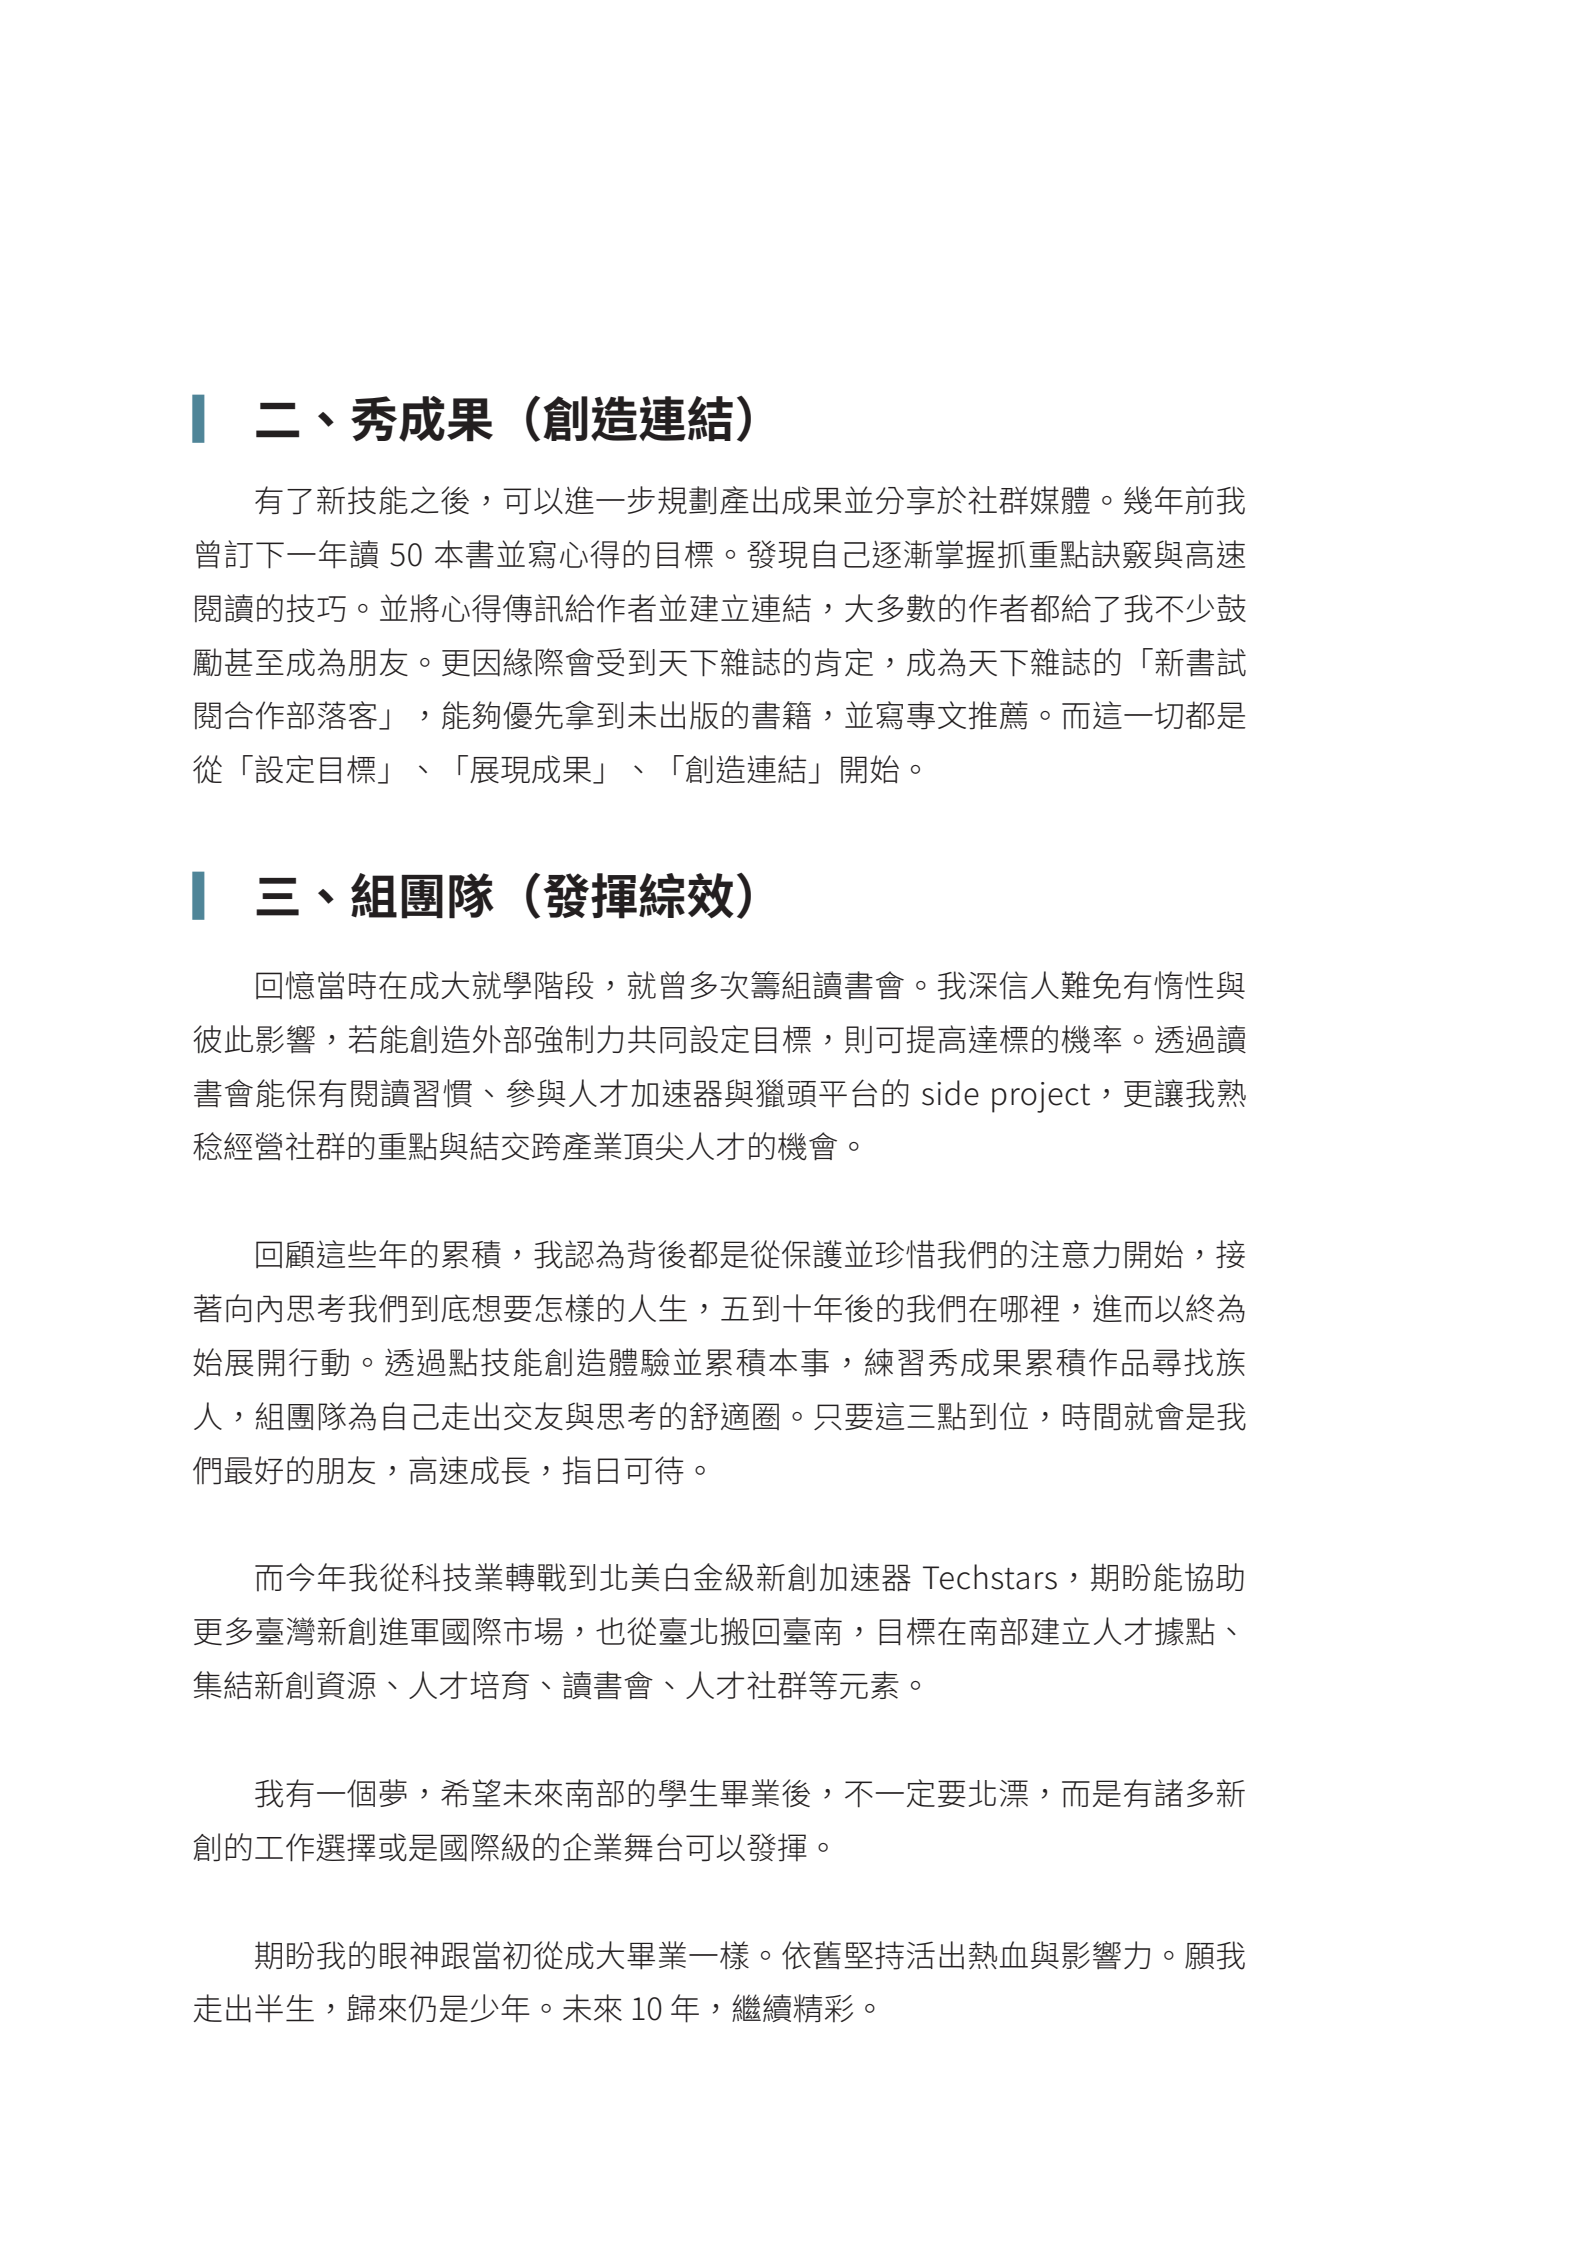 二、秀成果（創造連結）
有了新技能之後，可以進一步規劃產出成果並分享於社群媒體。幾年前我
曾訂下一年讀 50 本書並寫心得的目標。發現自己逐漸掌握抓重點訣竅與高速
閱讀的技巧。並將心得傳訊給作者並建立連結，大多數的作者都給了我不少鼓
勵甚至成為朋友。更因緣際會受到天下雜誌的肯定，成為天下雜誌的「新書試
閱合作部落客」，能夠優先拿到未出版的書籍，並寫專文推薦。而這一切都是
從「設定目標」、「展現成果」、「創造連結」開始。
三、組團隊（發揮綜效）
回憶當時在成大就學階段，就曾多次籌組讀書會。我深信人難免有惰性與
彼此影響，若能創造外部強制力共同設定目標，則可提高達標的機率。透過讀
書會能保有閱讀習慣、參與人才加速器與獵頭平台的 side project，更讓我熟
稔經營社群的重點與結交跨產業頂尖人才的機會。
回顧這些年的累積，我認為背後都是從保護並珍惜我們的注意力開始，接
著向內思考我們到底想要怎樣的人生，五到十年後的我們在哪裡，進而以終為
始展開行動。透過點技能創造體驗並累積本事，練習秀成果累積作品尋找族
人，組團隊為自己走出交友與思考的舒適圈。只要這三點到位，時間就會是我
們最好的朋友，高速成長，指日可待。
而今年我從科技業轉戰到北美白金級新創加速器 Techstars，期盼能協助
更多臺灣新創進軍國際市場，也從臺北搬回臺南，目標在南部建立人才據點、
集結新創資源、人才培育、讀書會、人才社群等元素。
我有一個夢，希望未來南部的學生畢業後，不一定要北漂，而是有諸多新
創的工作選擇或是國際級的企業舞台可以發揮。
期盼我的眼神跟當初從成大畢業一樣。依舊堅持活出熱血與影響力。願我
走出半生，歸來仍是少年。未來 10 年，繼續精彩。